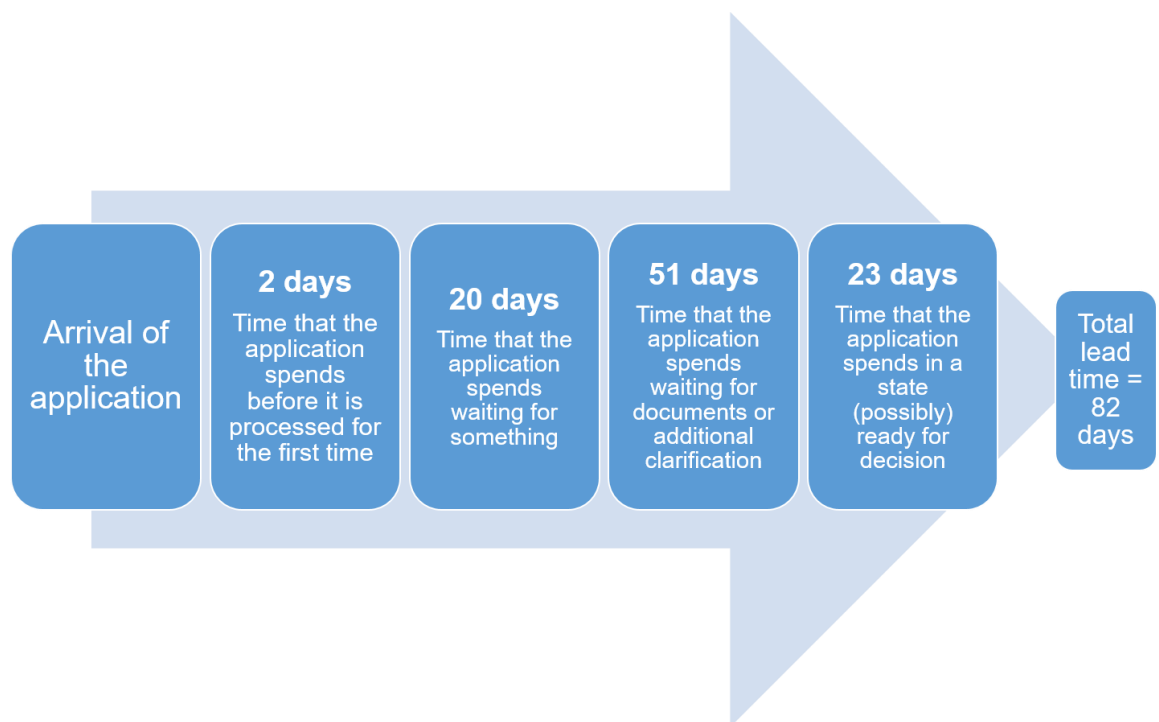 Arrival of
the
application
2 days
Time that the
application
spends
before it is
processed for
the first time
20 days
Time that the
application
spends
waiting for
something
51 days
Time that the
application
spends
waiting for
documents or
additional
clarification
23 days
Time that the
application
spends in a
state
(possibly)
ready for
decision
Total
lead
time =
82
days